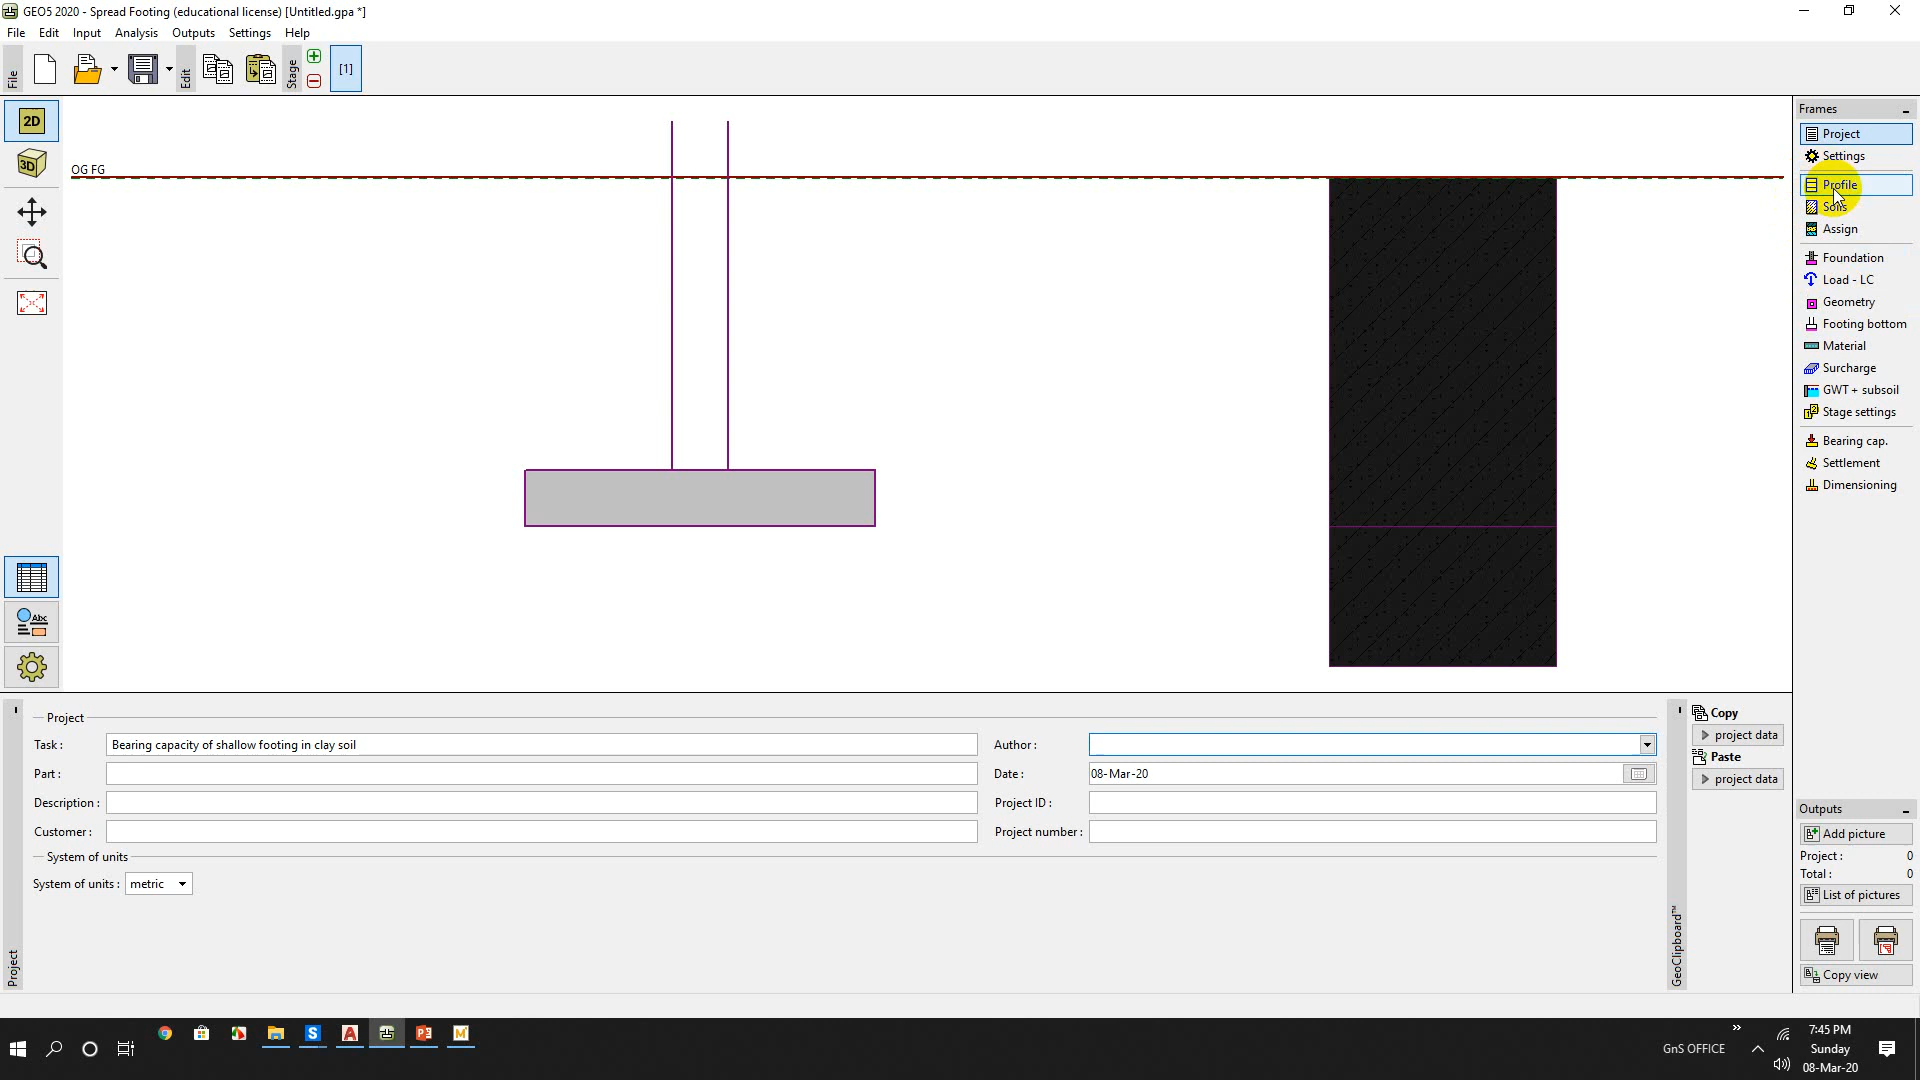 GEO5 2020 - Spread Footing (educational license) [Untitled.gpa *]
File Edit Input Analysis Outputs Settings Help
File
Edit
Stage
[1]
2D
3D
OG FG
Abc
Frames
Project
Settings
Profile
Soils
Assign
Foundation
Load - LC
Geometry
Footing bottom
Material
Surcharge
GWT + subsoil
Stage settings
Bearing cap.
Settlement
Dimensioning
Project
Task : Bearing capacity of shallow footing in clay soil
Part :
Description :
Customer :
System of units
System of units : metric
Author :
Date : 08-Mar-20
Project ID :
Project number :
Project
GeoClipboard™
Copy
project data
Paste
project data
Outputs
Add picture
Project : 0
Total : 0
List of pictures
Copy view
GnS OFFICE
7:45 PM
Sunday
08-Mar-20